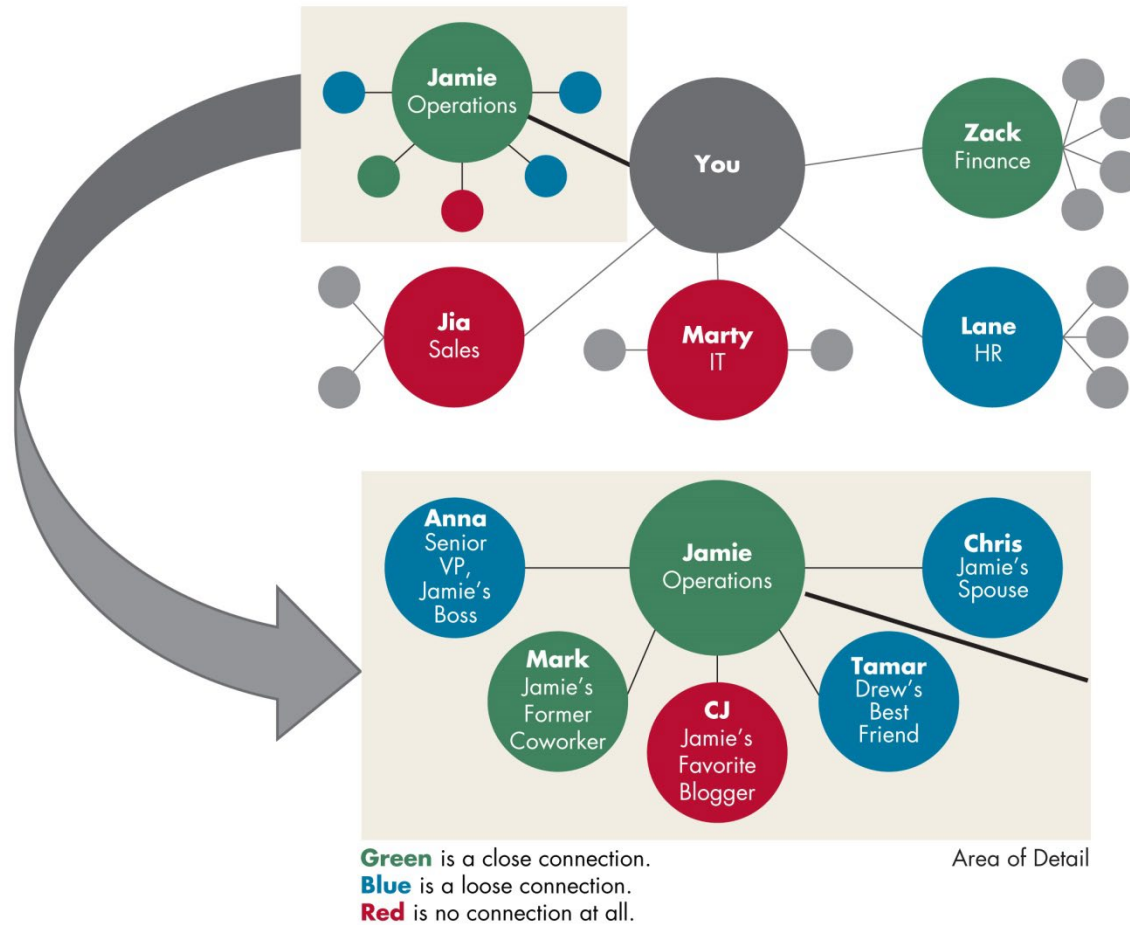 Jamie
Operations
You
Zack
Finance
Jia
Sales
Marty
IT
Lane
HR
Anna
Senior
VP,
Jamie's
Boss
Jamie
Operations
Chris
Jamie's
Spouse
Mark
Jamie's
Former
Coworker
CJ
Jamie's
Favorite
Blogger
Tamar
Drew's
Best
Friend
Green is a close connection.
Blue is a loose connection.
Red is no connection at all.
Area of Detail